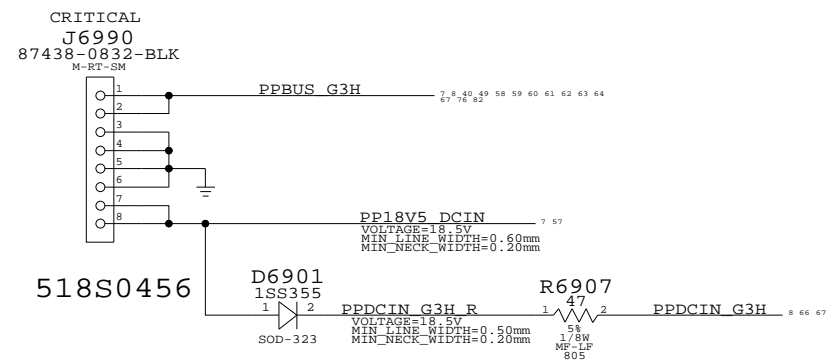 CRITICAL
J6990
87438-0832-BLK
M-RT-SM
1
PPBUS_G3H
7 8 40 49 58 59 60 61 62 63 64
67 76 82
2
3
4
5
6
7
8
PP18V5_DCIN
7 57
VOLTAGE=18.5V
MIN_LINE_WIDTH=0.60mm
MIN_NECK_WIDTH=0.20mm
518S0456
D6901
1SS355
1 2
SOD-323
PPDCIN_G3H_R
VOLTAGE=18.5V
MIN_LINE_WIDTH=0.50mm
MIN_NECK_WIDTH=0.20mm
R6907
47
1 2
5%
1/8W
MF-LF
805
PPDCIN_G3H
8 66 67